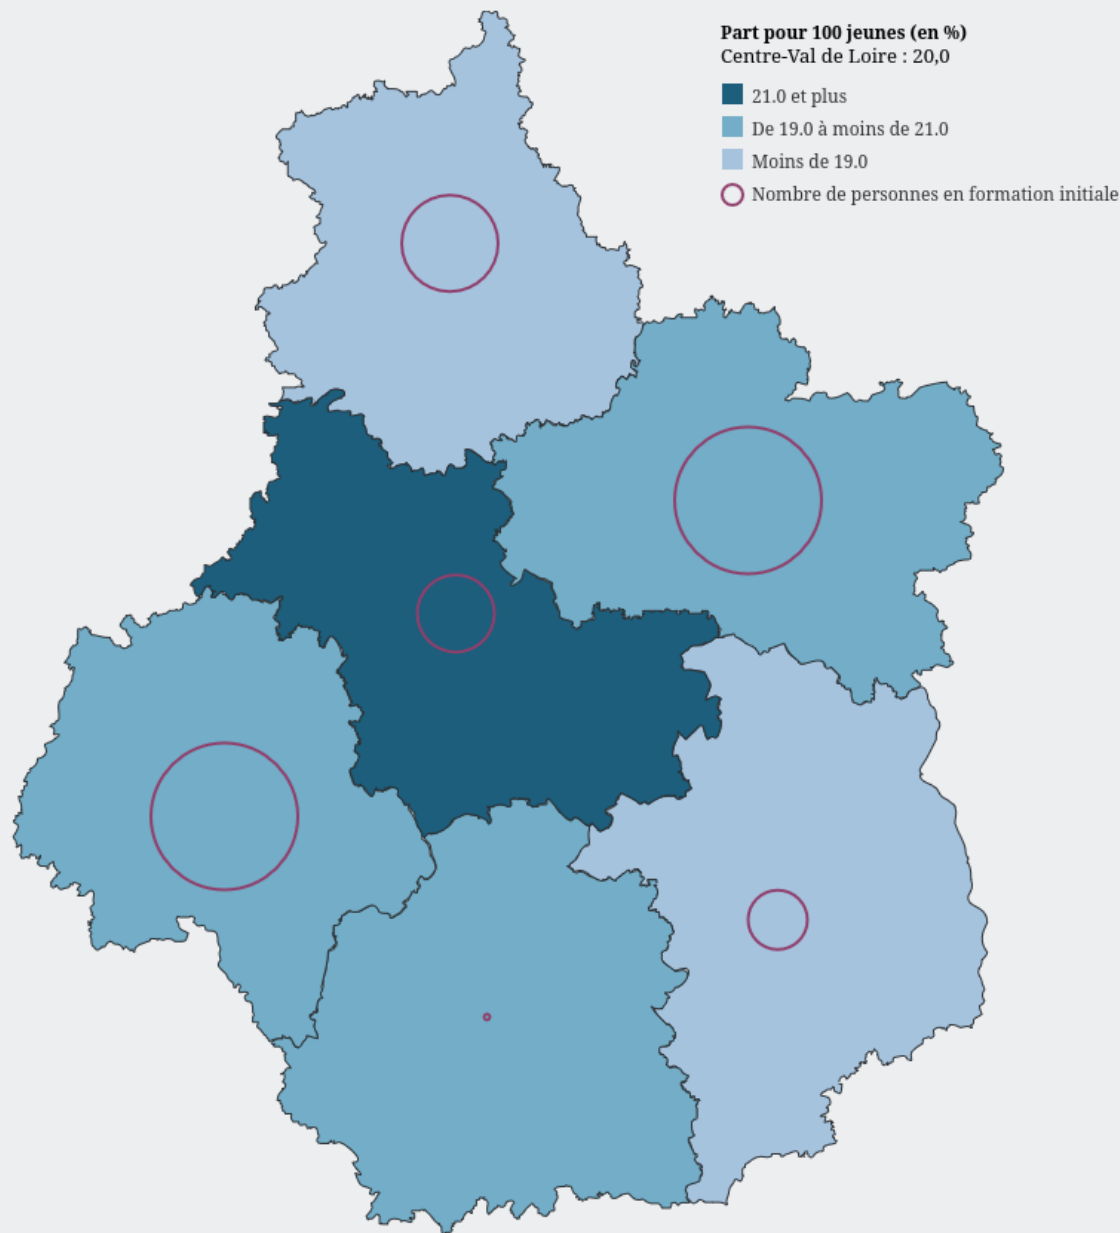 Part pour 100 jeunes (en %)
Centre-Val de Loire : 20,0
21.0 et plus
De 19.0 à moins de 21.0
Moins de 19.0
Nombre de personnes en formation initiale